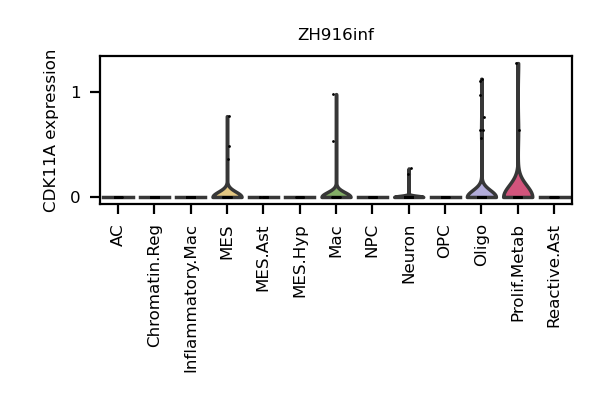 ZH916inf
CDK11A expression
1
0
AC
Chromatin.Reg
Inflammatory.Mac
MES
MES.Ast
MES.Hyp
Mac
NPC
Neuron
OPC
Oligo
Prolif.Metab
Reactive.Ast